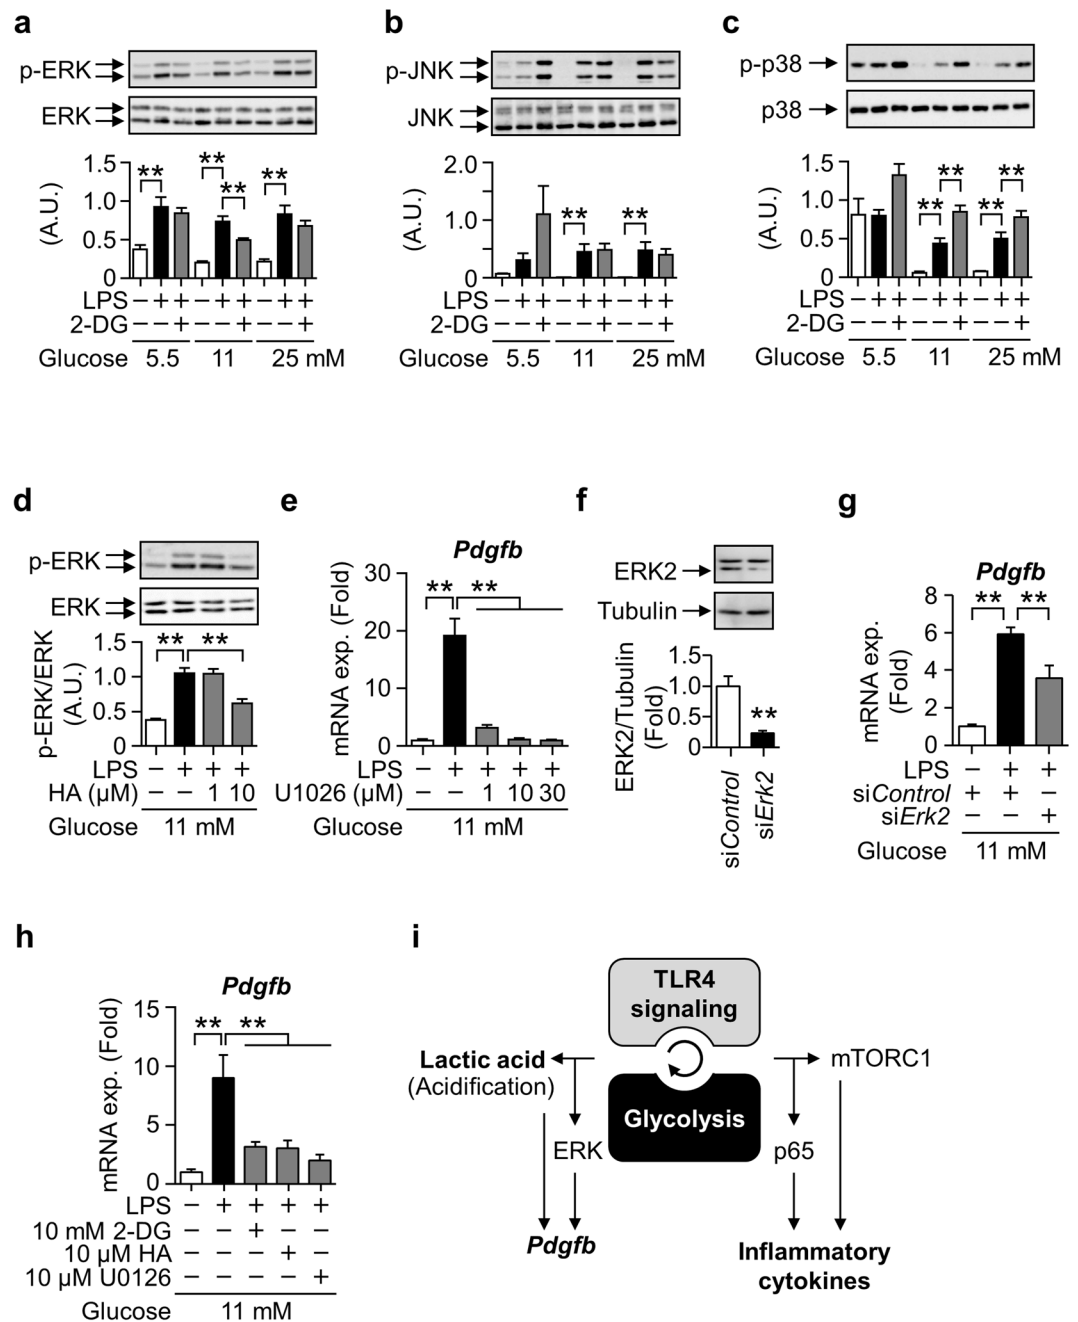 a
p-ERK
ERK
1.5
1.0
0.5
0
(A.U.)
** ** ** **
LPS − + + − + + − + +
2-DG − − + − − + − − +
Glucose 5.5 11 25 mM
b
p-JNK
JNK
2.0
1.0
0
(A.U.)
** **
LPS − + + − + + − + +
2-DG − − + − − + − − +
Glucose 5.5 11 25 mM
c
p-p38
p38
1.5
1.0
0.5
0
(A.U.)
** ** ** **
LPS − + + − + + − + +
2-DG − − + − − + − − +
Glucose 5.5 11 25 mM
d
p-ERK
ERK
p-ERK/ERK
(A.U.)
1.5
1.0
0.5
0
** **
LPS − + + +
HA (µM) − − 1 10
Glucose 11 mM
e
Pdgfb
mRNA exp. (Fold)
30
20
10
0
** **
LPS − + + + +
U1026 (µM) − − 1 10 30
Glucose 11 mM
f
ERK2
Tubulin
ERK2/Tubulin
(Fold)
1.5
1.0
0.5
0
**
siControl
siErk2
g
Pdgfb
mRNA exp.
(Fold)
8
6
4
2
0
** **
LPS − + +
siControl + +
siErk2 +
Glucose 11 mM
h
Pdgfb
mRNA exp. (Fold)
15
10
5
0
** **
LPS − + + + +
10 mM 2-DG − − + − −
10 µM HA − − − + −
10 µM U0126 − − − − +
Glucose 11 mM
i
TLR4
signaling
Lactic acid
(Acidification)
mTORC1
Glycolysis
ERK
p65
Pdgfb
Inflammatory
cytokines